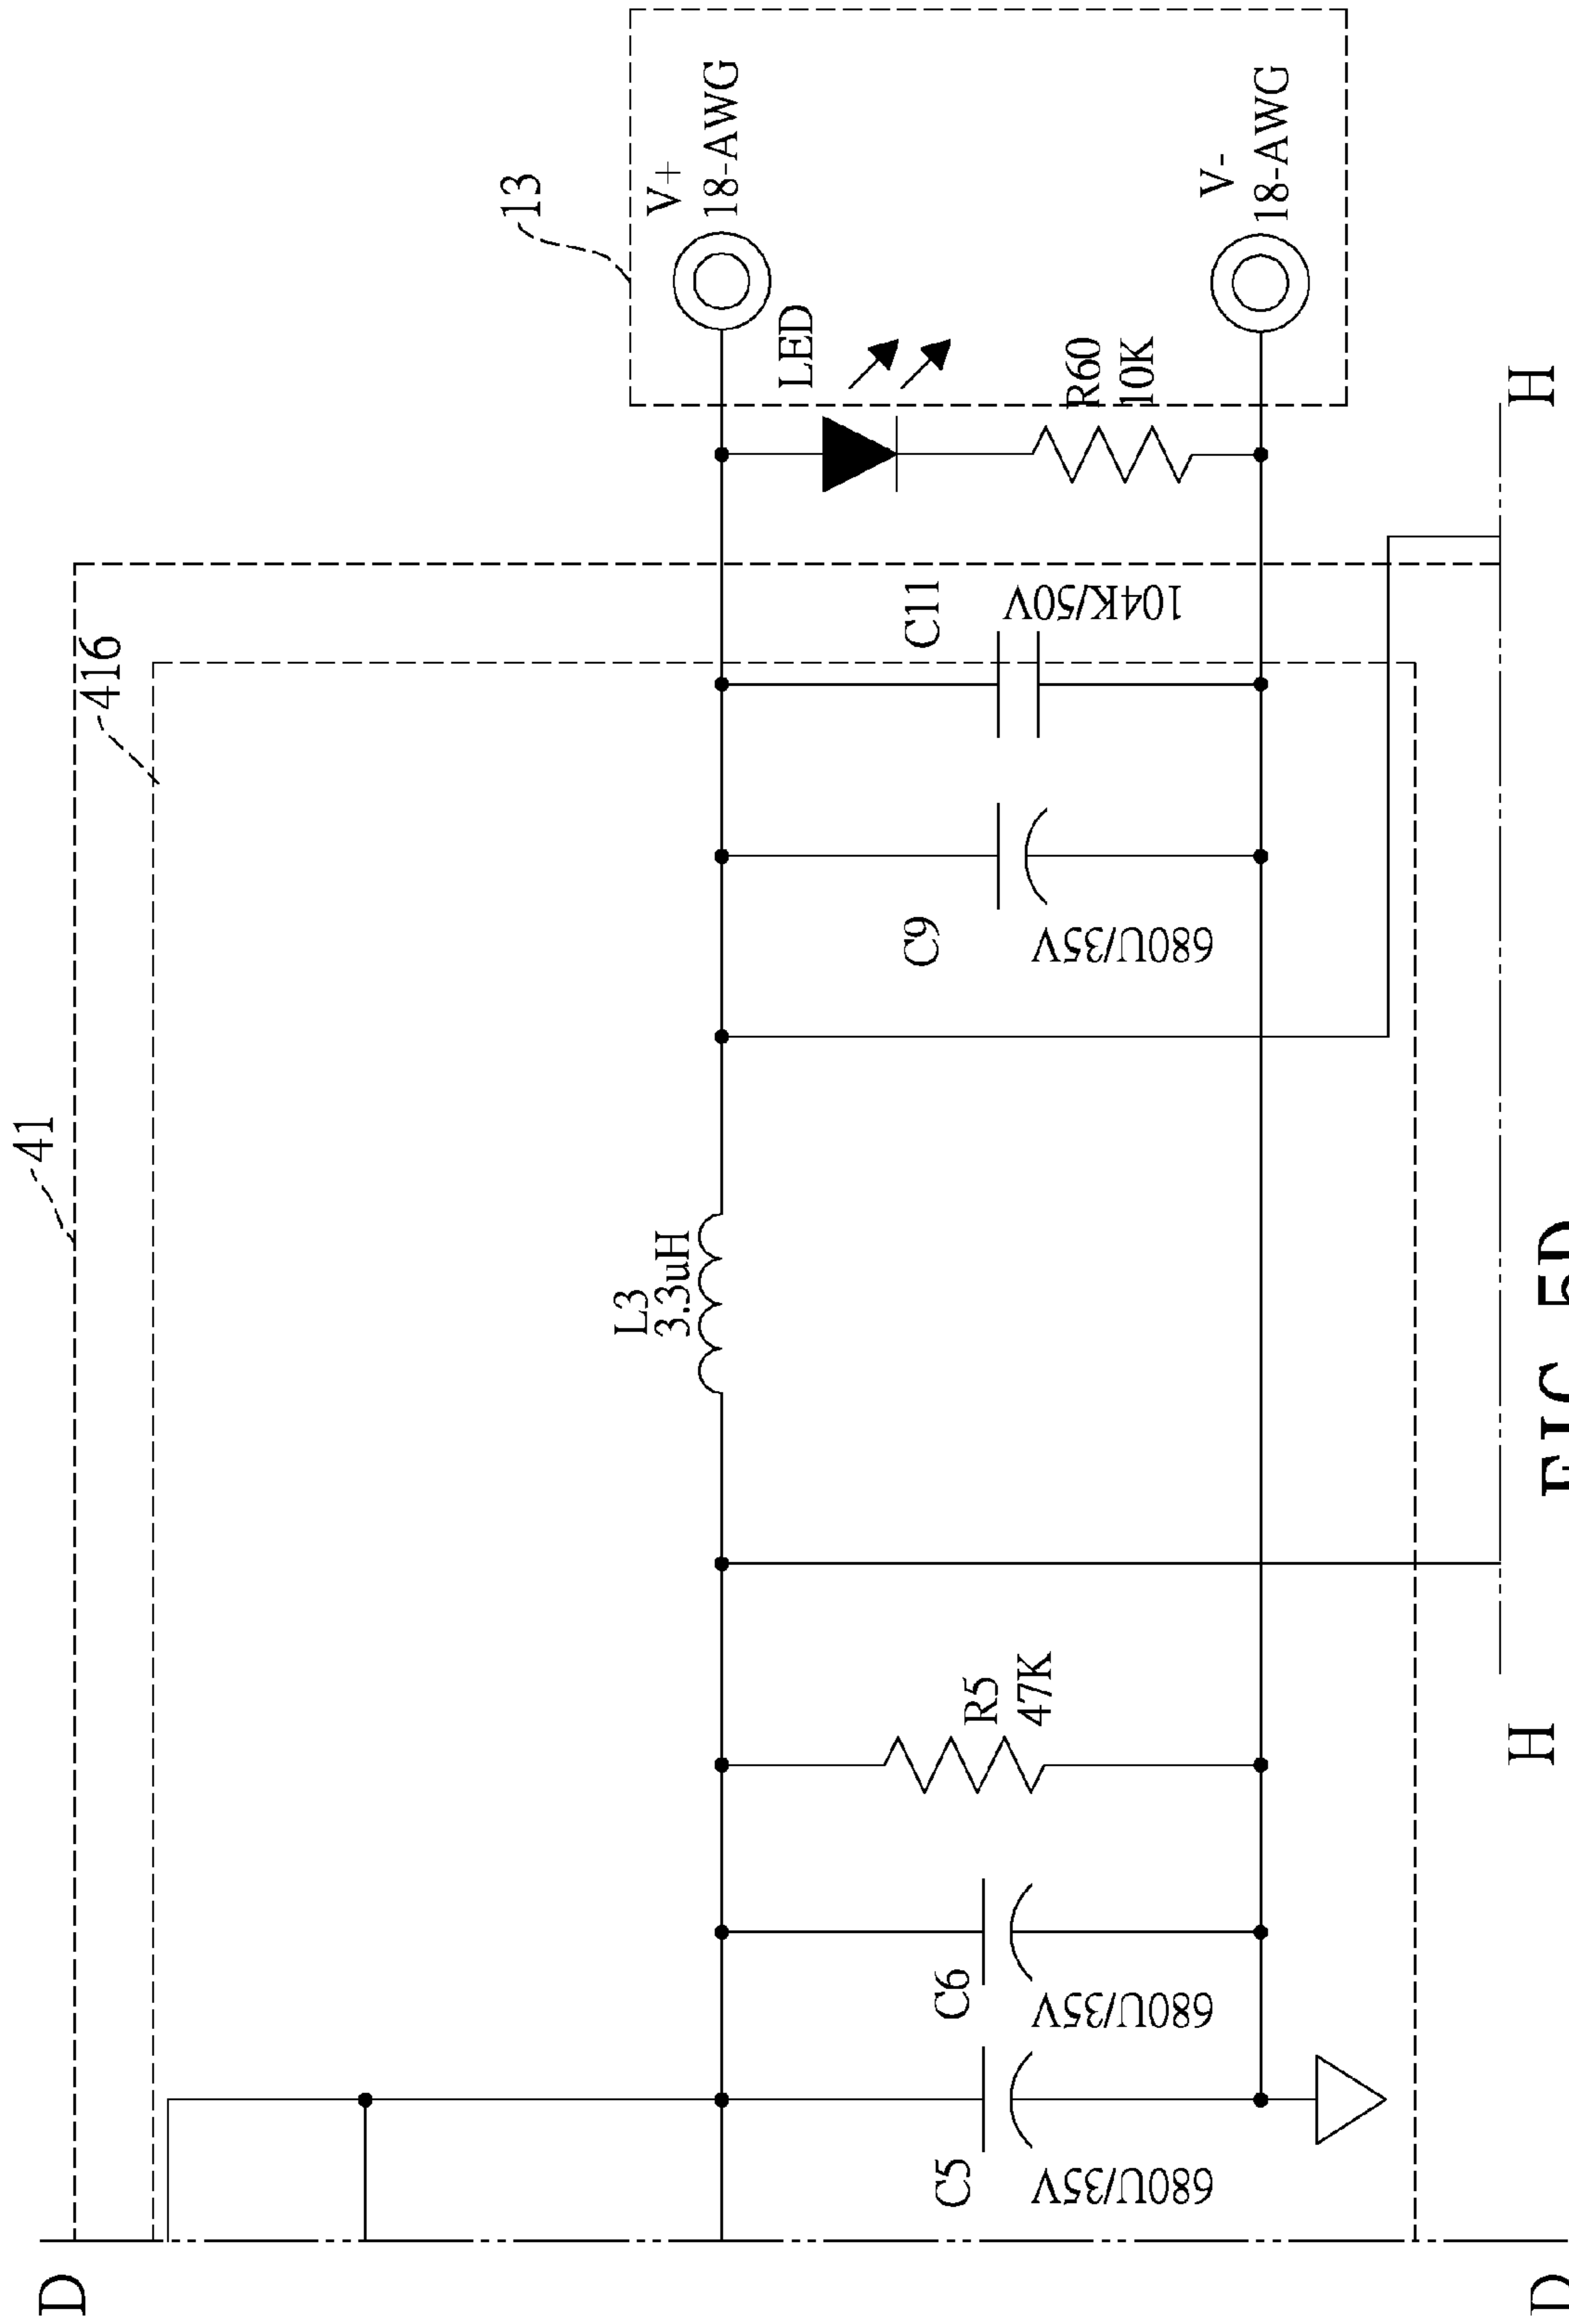 41
416
13
V+
18-AWG
LED
V-
18-AWG
R60
10K
C11
104K/50V
C9
680U/35V
L3
3.3uH
R5
47K
C6
680U/35V
C5
680U/35V
H
H
D
D
FIG. 5D